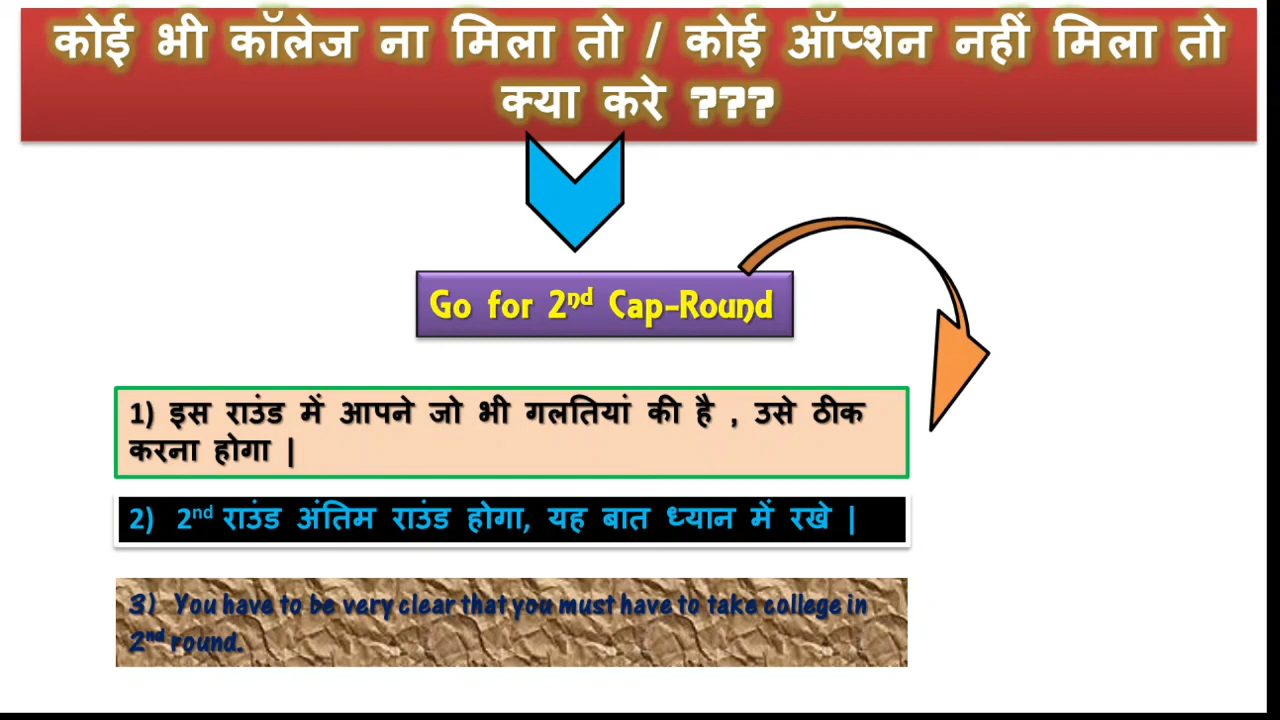 कोई भी कॉलेज ना मिला तो / कोई ऑप्शन नहीं मिला तो
क्या करे ???
Go for 2nd Cap-Round
1) इस राउंड में आपने जो भी गलतियां की है , उसे ठीक
करना होगा |
2) 2nd राउंड अंतिम राउंड होगा, यह बात ध्यान में रखे |
3) You have to be very clear that you must have to take college in
2nd round.